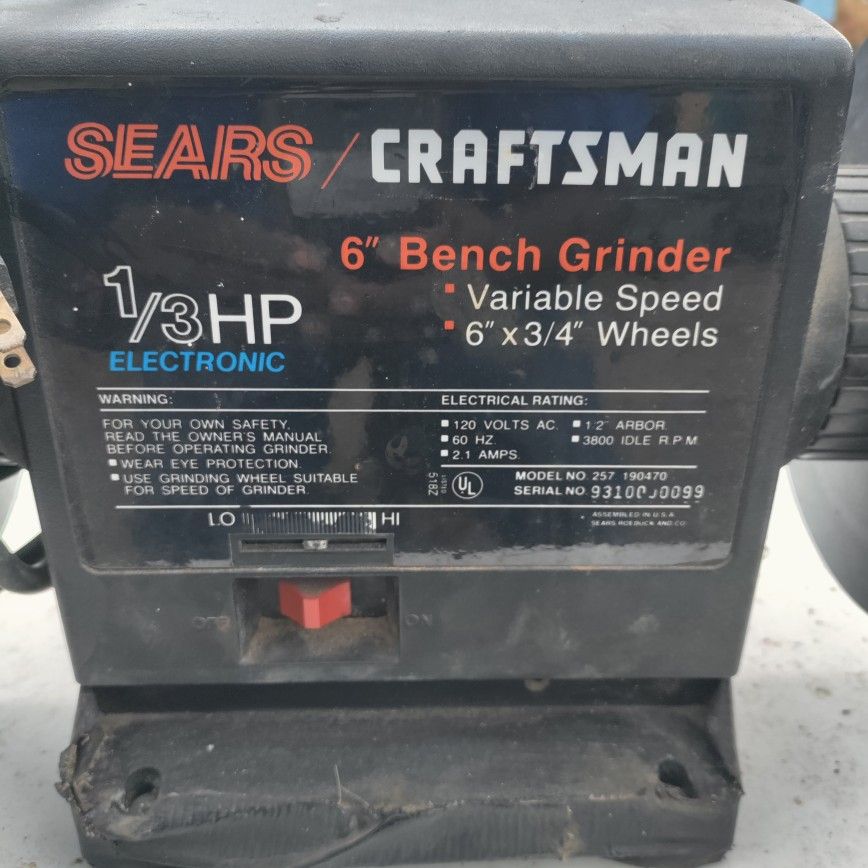 SEARS / CRAFTSMAN
6" Bench Grinder
▪ Variable Speed
▪ 6" x 3/4" Wheels
1/3 HP
ELECTRONIC
WARNING:
FOR YOUR OWN SAFETY,
READ THE OWNER'S MANUAL
BEFORE OPERATING GRINDER.
▪ WEAR EYE PROTECTION
▪ USE GRINDING WHEEL SUITABLE
FOR SPEED OF GRINDER.
ELECTRICAL RATING:
▪ 120 VOLTS AC. ▪ 1/2" ARBOR.
▪ 60 HZ. ▪ 3800 IDLE R.P.M
▪ 2.1 AMPS.
518Z
LISTED
UL
MODEL NO. 257 190470
SERIAL NO.
ASSEMBLED IN U.S.A.
SEARS ROEBUCK AND CO
LO HI
OFF ON